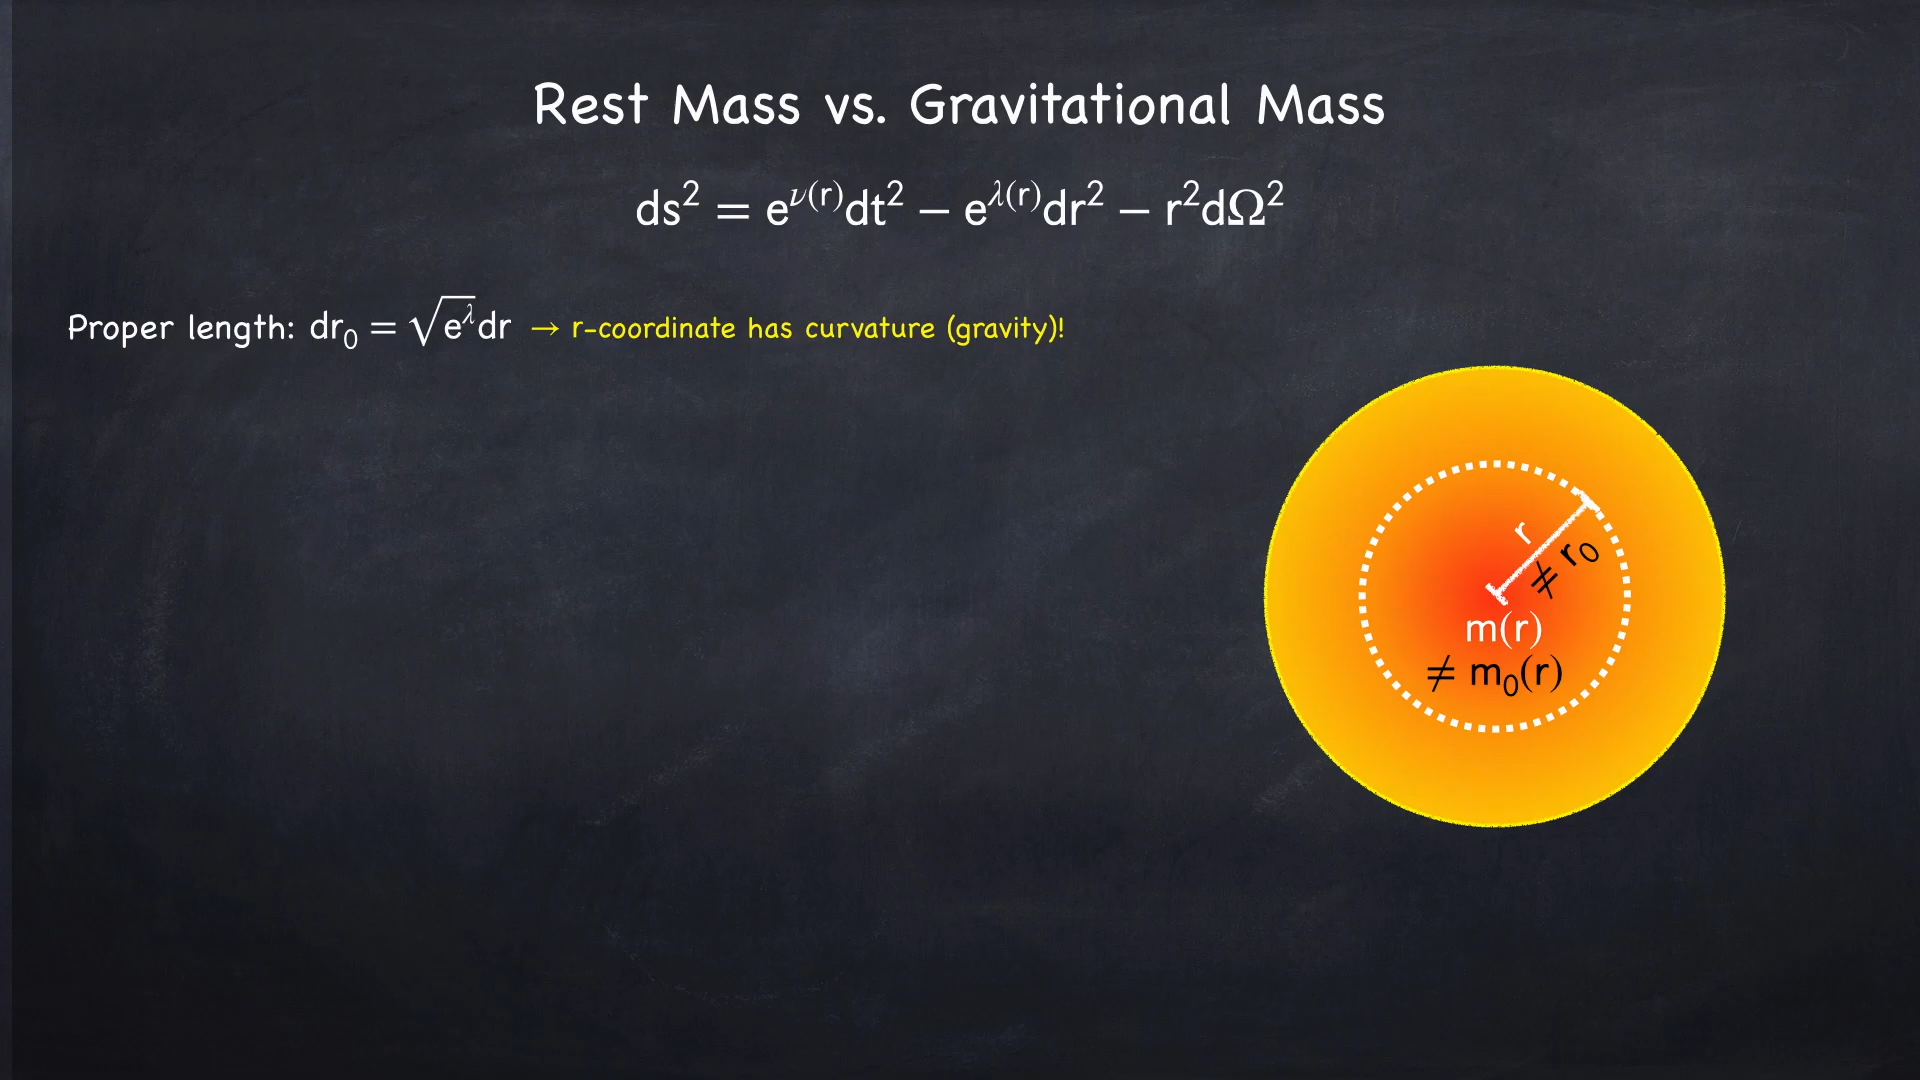 Rest Mass vs. Gravitational Mass
ds² = e^{ν(r)}dt² − e^{λ(r)}dr² − r²dΩ²
Proper length: dr₀ = √(e^λ)dr → r-coordinate has curvature (gravity)!
r
≠ r₀
m(r)
≠ m₀(r)